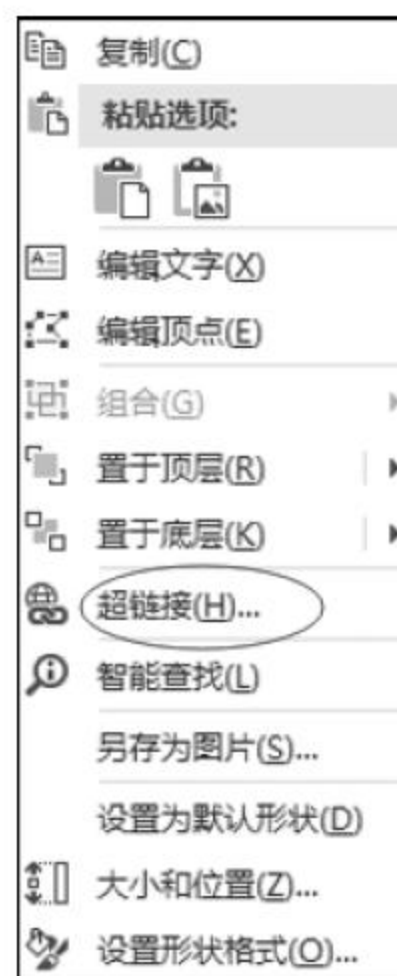 复制(C)
粘贴选项:
编辑文字(X)
编辑顶点(E)
组合(G)
置于顶层(R)
置于底层(K)
超链接(H)...
智能查找(L)
另存为图片(S)...
设置为默认形状(D)
大小和位置(Z)...
设置形状格式(O)...